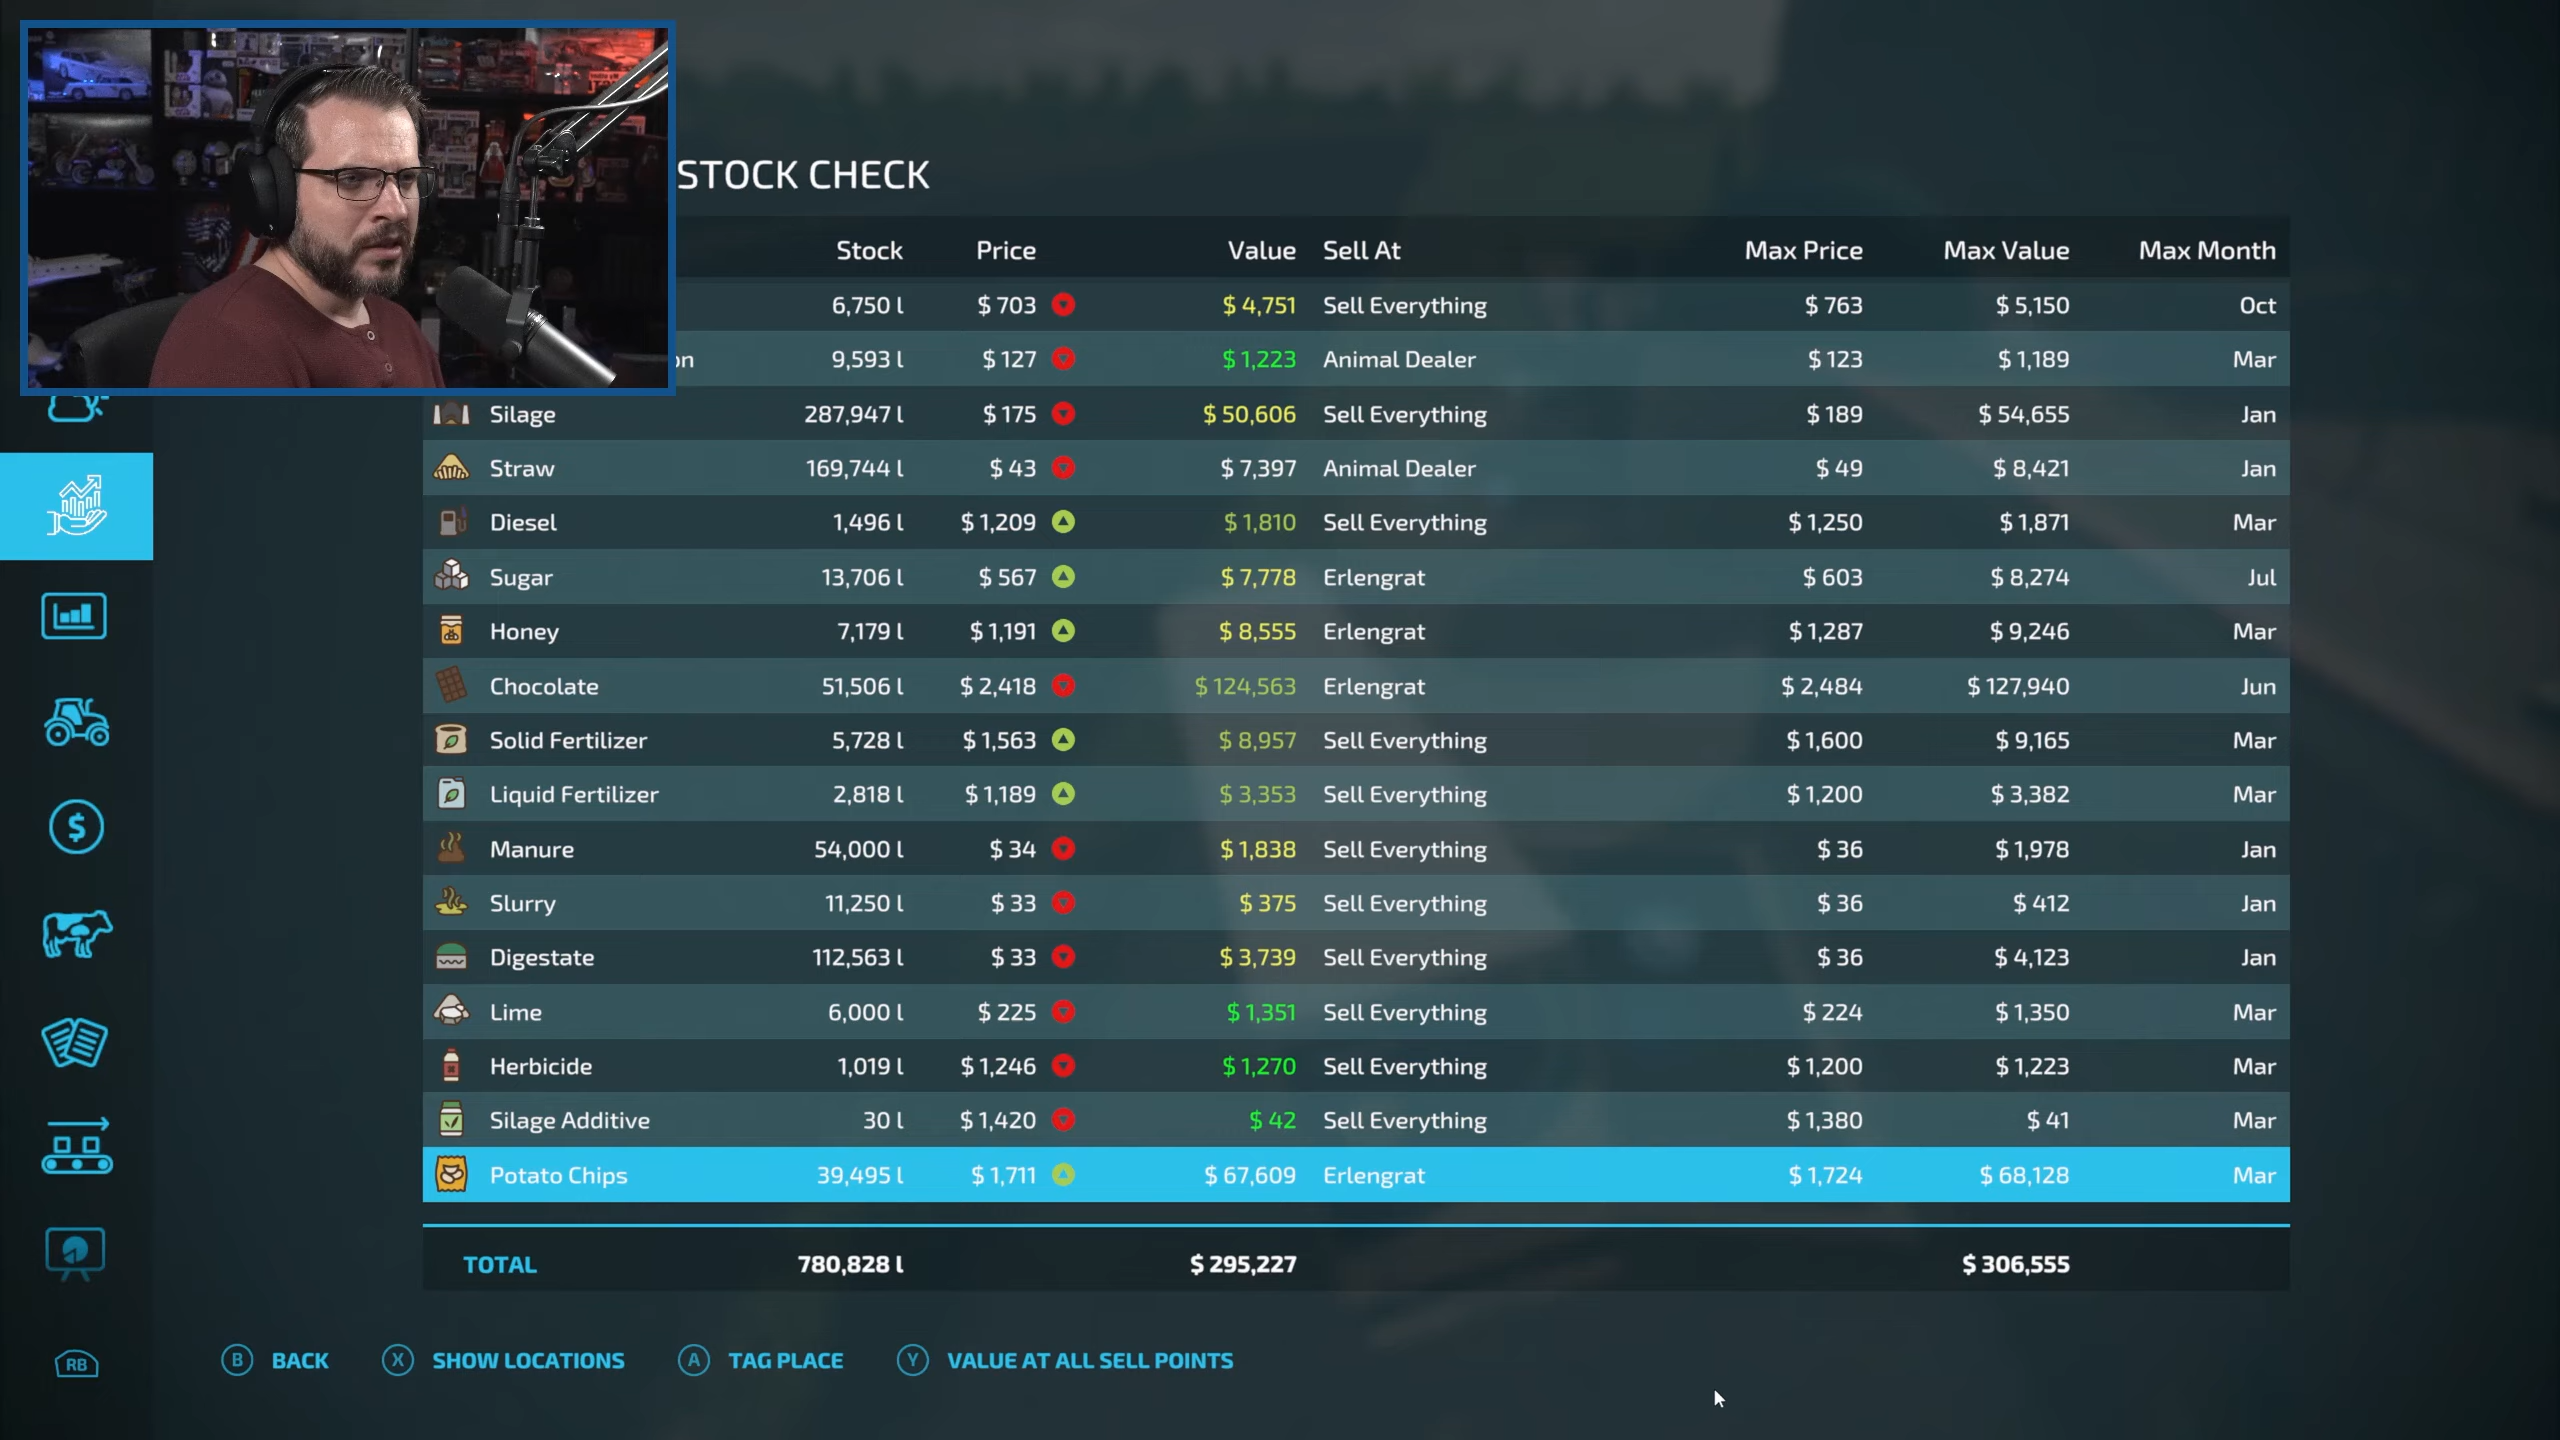 STOCK CHECK
Stock Price Value Sell At Max Price Max Value Max Month
6,750 l $ 703 $ 4,751 Sell Everything $ 763 $ 5,150 Oct
on 9,593 l $ 127 $ 1,223 Animal Dealer $ 123 $ 1,189 Mar
Silage 287,947 l $ 175 $ 50,606 Sell Everything $ 189 $ 54,655 Jan
Straw 169,744 l $ 43 $ 7,397 Animal Dealer $ 49 $ 8,421 Jan
Diesel 1,496 l $ 1,209 $ 1,810 Sell Everything $ 1,250 $ 1,871 Mar
Sugar 13,706 l $ 567 $ 7,778 Erlengrat $ 603 $ 8,274 Jul
Honey 7,179 l $ 1,191 $ 8,555 Erlengrat $ 1,287 $ 9,246 Mar
Chocolate 51,506 l $ 2,418 $ 124,563 Erlengrat $ 2,484 $ 127,940 Jun
Solid Fertilizer 5,728 l $ 1,563 $ 8,957 Sell Everything $ 1,600 $ 9,165 Mar
Liquid Fertilizer 2,818 l $ 1,189 $ 3,353 Sell Everything $ 1,200 $ 3,382 Mar
Manure 54,000 l $ 34 $ 1,838 Sell Everything $ 36 $ 1,978 Jan
Slurry 11,250 l $ 33 $ 375 Sell Everything $ 36 $ 412 Jan
Digestate 112,563 l $ 33 $ 3,739 Sell Everything $ 36 $ 4,123 Jan
Lime 6,000 l $ 225 $ 1,351 Sell Everything $ 224 $ 1,350 Mar
Herbicide 1,019 l $ 1,246 $ 1,270 Sell Everything $ 1,200 $ 1,223 Mar
Silage Additive 30 l $ 1,420 $ 42 Sell Everything $ 1,380 $ 41 Mar
Potato Chips 39,495 l $ 1,711 $ 67,609 Erlengrat $ 1,724 $ 68,128 Mar
TOTAL 780,828 l $ 295,227 $ 306,555
RB B BACK X SHOW LOCATIONS A TAG PLACE Y VALUE AT ALL SELL POINTS